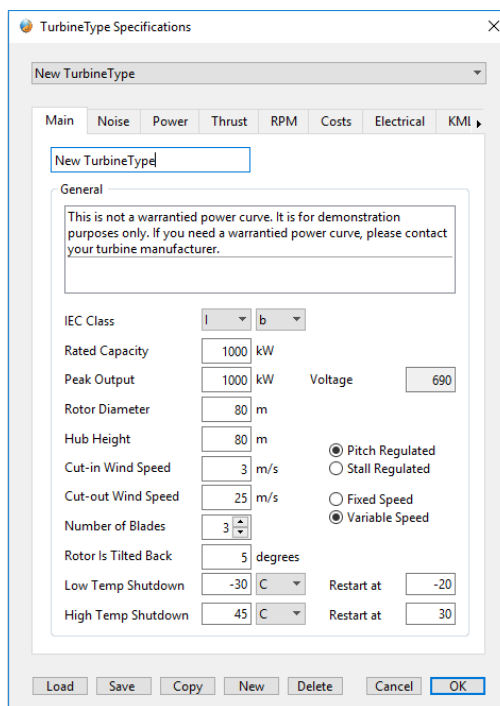 TurbineType Specifications
New TurbineType
Main Noise Power Thrust RPM Costs Electrical
New TurbineType
General
This is not a warrantied power curve. It is for demonstration
purposes only. If you need a warrantied power curve, please contact
your turbine manufacturer.
IEC Class I b
Rated Capacity 1000 kW
Peak Output 1000 kW Voltage 690
Rotor Diameter 80 m
Hub Height 80 m
Pitch Regulated
Cut-in Wind Speed 3 m/s Stall Regulated
Cut-out Wind Speed 25 m/s Fixed Speed
Variable Speed
Number of Blades 3
Rotor Is Tilted Back 5 degrees
Low Temp Shutdown -30 C Restart at -20
High Temp Shutdown 45 C Restart at 30
Load Save Copy New Delete Cancel OK